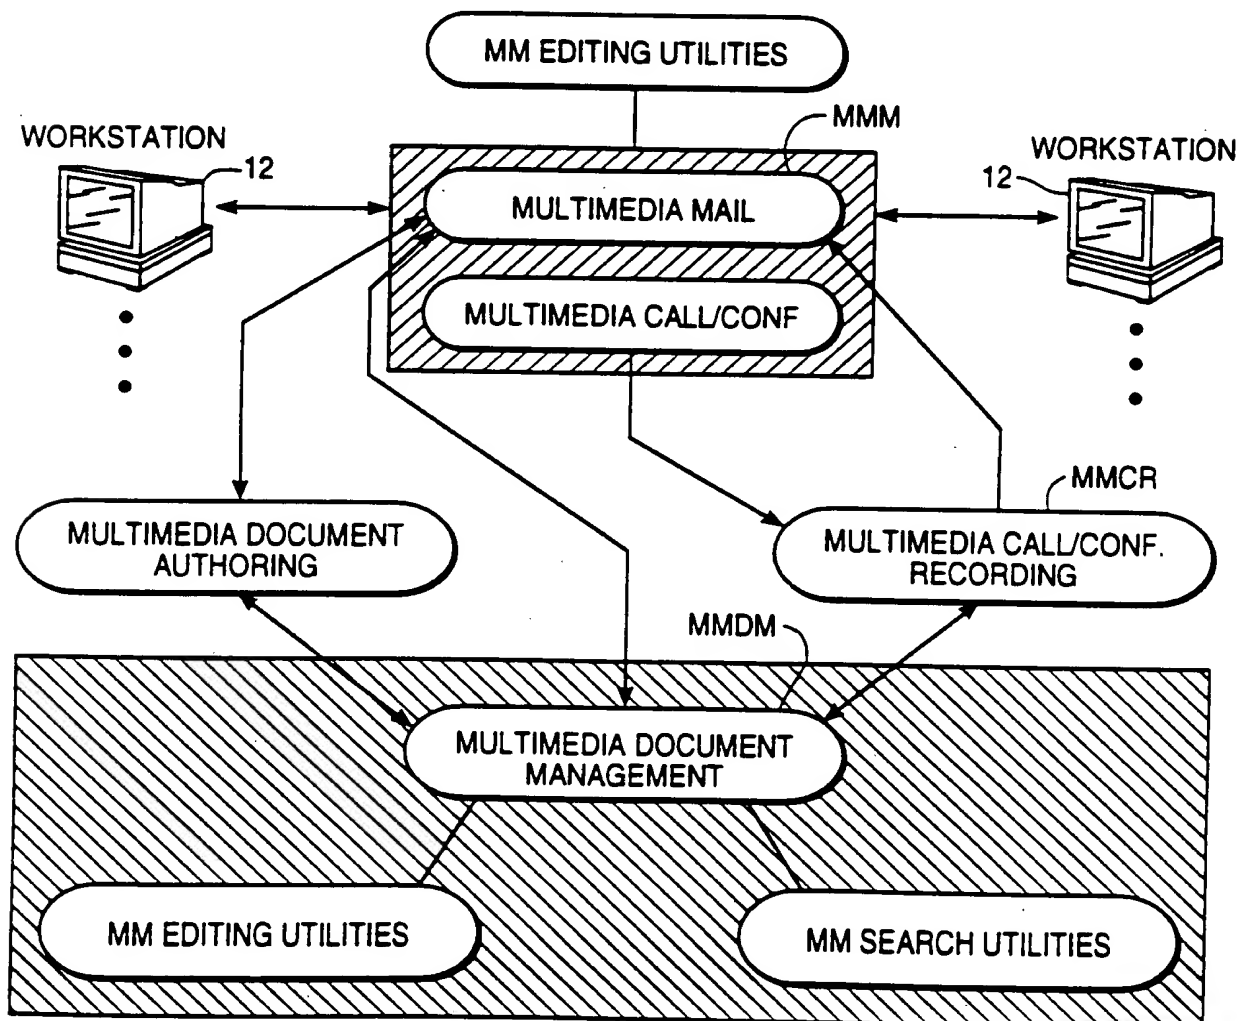 MM EDITING UTILITIES
MMM
WORKSTATION
12
WORKSTATION
12
MULTIMEDIA MAIL
MULTIMEDIA CALL/CONF
MMCR
MULTIMEDIA DOCUMENT
AUTHORING
MULTIMEDIA CALL/CONF.
RECORDING
MMDM
MULTIMEDIA DOCUMENT
MANAGEMENT
MM EDITING UTILITIES
MM SEARCH UTILITIES